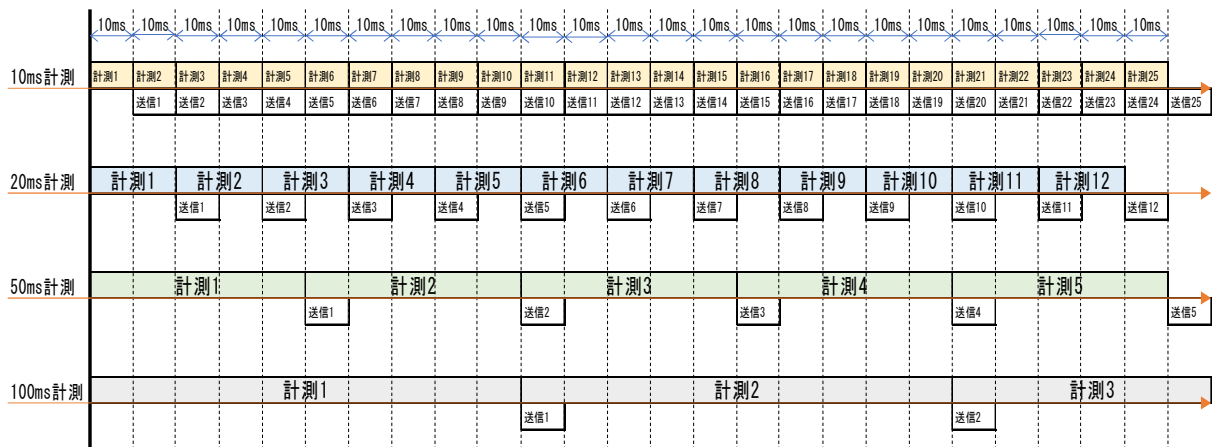 10ms 10ms 10ms 10ms 10ms 10ms 10ms 10ms 10ms 10ms 10ms 10ms 10ms 10ms 10ms 10ms 10ms 10ms 10ms 10ms 10ms 10ms 10ms 10ms 10ms
10ms計測 計測1 計測2 計測3 計測4 計測5 計測6 計測7 計測8 計測9 計測10 計測11 計測12 計測13 計測14 計測15 計測16 計測17 計測18 計測19 計測20 計測21 計測22 計測23 計測24 計測25
送信1 送信2 送信3 送信4 送信5 送信6 送信7 送信8 送信9 送信10 送信11 送信12 送信13 送信14 送信15 送信16 送信17 送信18 送信19 送信20 送信21 送信22 送信23 送信24 送信25
20ms計測 計測1 計測2 計測3 計測4 計測5 計測6 計測7 計測8 計測9 計測10 計測11 計測12
送信1 送信2 送信3 送信4 送信5 送信6 送信7 送信8 送信9 送信10 送信11 送信12
50ms計測 計測1 計測2 計測3 計測4 計測5
送信1 送信2 送信3 送信4 送信5
100ms計測 計測1 計測2 計測3
送信1 送信2